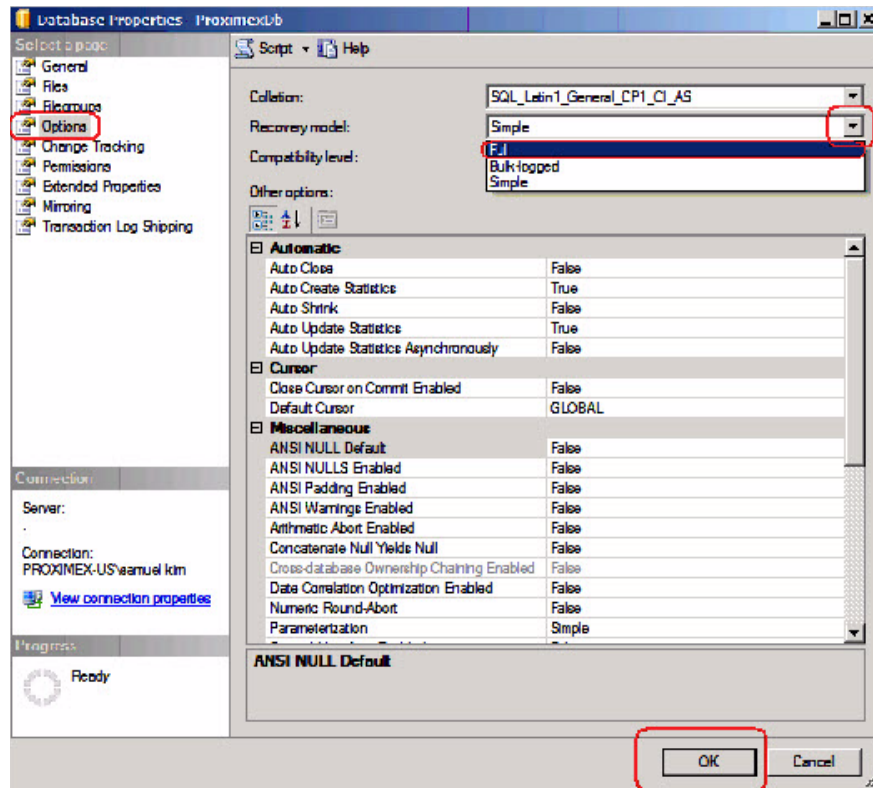 Database Properties - ProximexDb
Select a page
General
Files
Filegroups
Options
Change Tracking
Permissions
Extended Properties
Mirroring
Transaction Log Shipping
Script Help
Collation: SQL_Latin1_General_CP1_CI_AS
Recovery model: Simple
Compatibility level: Full
Bulk-logged
Simple
Other options:
Automatic
Auto Close False
Auto Create Statistics True
Auto Shrink False
Auto Update Statistics True
Auto Update Statistics Asynchronously False
Cursor
Close Cursor on Commit Enabled False
Default Cursor GLOBAL
Miscellaneous
ANSI NULL Default False
ANSI NULLS Enabled False
ANSI Padding Enabled False
ANSI Warnings Enabled False
Arithmetic Abort Enabled False
Concatenate Null Yields Null False
Cross-database Ownership Chaining Enabled False
Date Correlation Optimization Enabled False
Numeric Round-Abort False
Parameterization Simple
ANSI NULL Default
Connection
Server:
.
Connection:
PROXIMEX-US\samuel.kim
View connection properties
Progress
Ready
OK Cancel